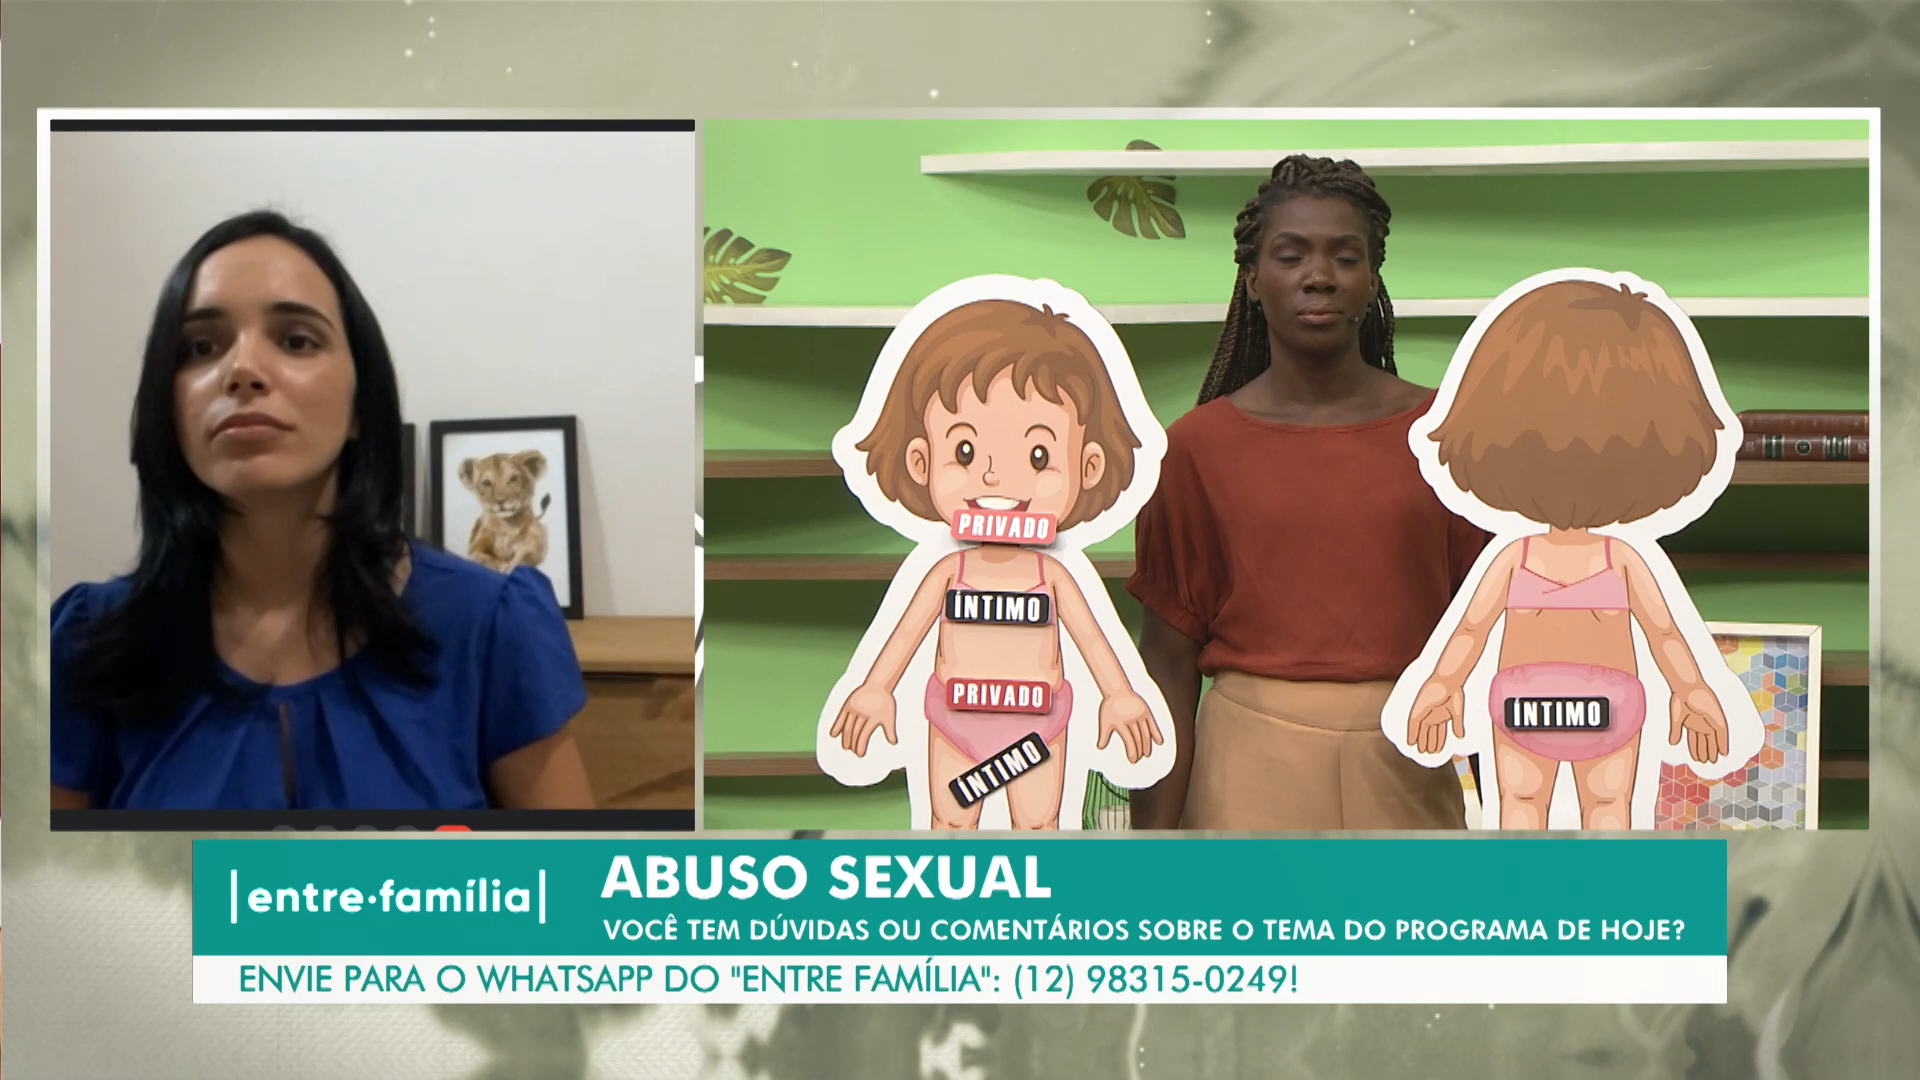 PRIVADO
ÍNTIMO
PRIVADO
ÍNTIMO
ÍNTIMO
|entre·família|
ABUSO SEXUAL
VOCÊ TEM DÚVIDAS OU COMENTÁRIOS SOBRE O TEMA DO PROGRAMA DE HOJE?
ENVIE PARA O WHATSAPP DO "ENTRE FAMÍLIA": (12) 98315-0249!